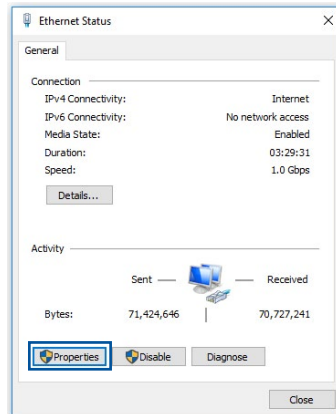 Ethernet Status
General
Connection
IPv4 Connectivity: Internet
IPv6 Connectivity: No network access
Media State: Enabled
Duration: 03:29:31
Speed: 1.0 Gbps
Details...
Activity
Sent — Received
Bytes: 71,424,646 | 70,727,241
Properties Disable Diagnose
Close